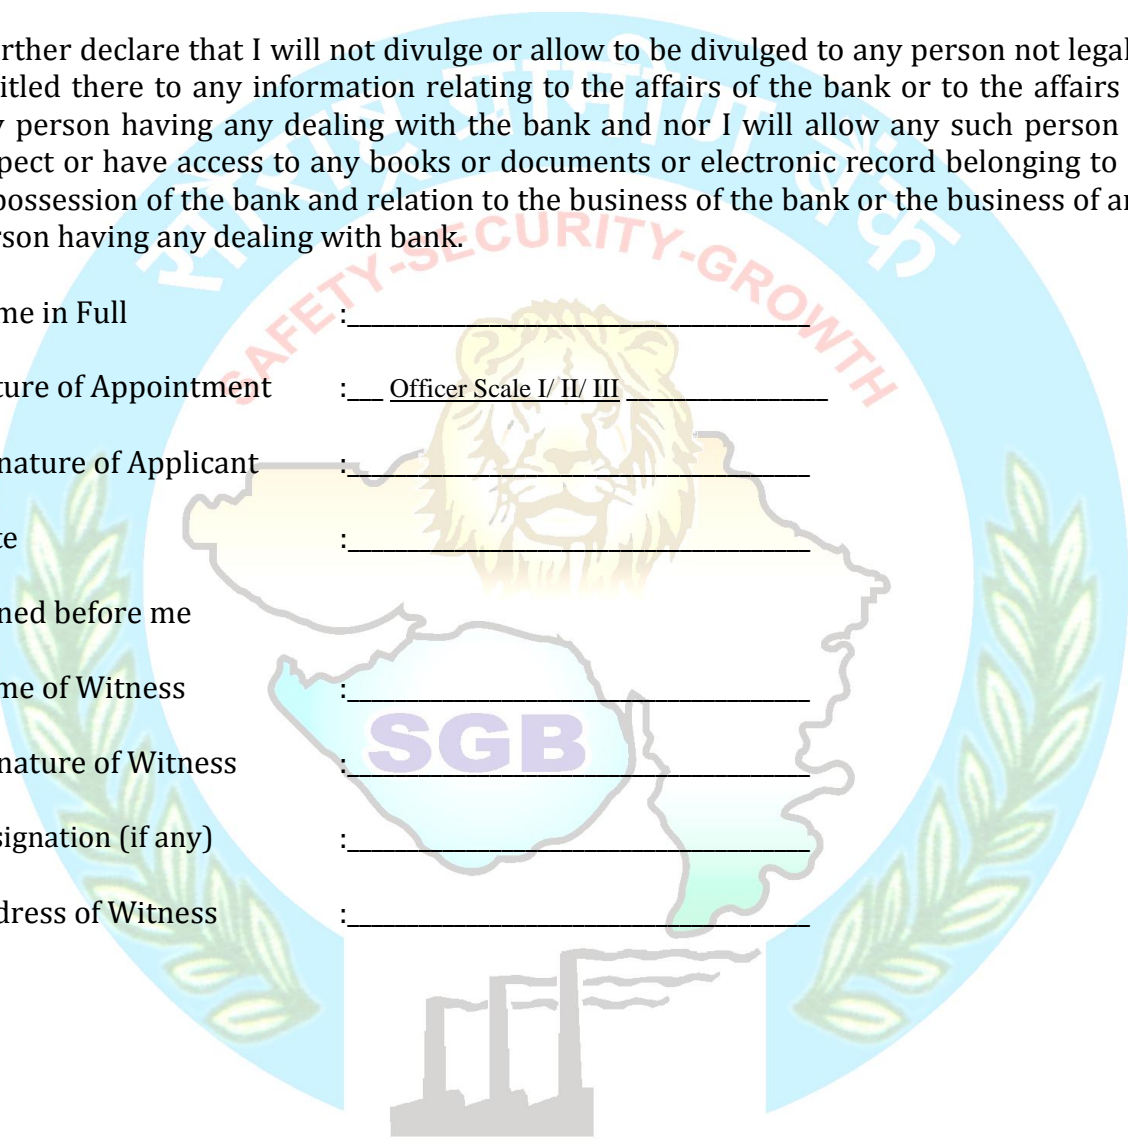 rther declare that I will not divulge or allow to be divulged to any person not legal
itled there to any information relating to the affairs of the bank or to the affairs
y person having any dealing with the bank and nor I will allow any such person
pect or have access to any books or documents or electronic record belonging to
possession of the bank and relation to the business of the bank or the business of an
rson having any dealing with bank.
सौराष्ट्र ग्रामीण बैंक
SAFETY-SECURITY-GROWTH
me in Full :
ture of Appointment : Officer Scale I/ II/ III
nature of Applicant :
te :
ned before me
me of Witness :
SGB
nature of Witness :
signation (if any) :
dress of Witness :